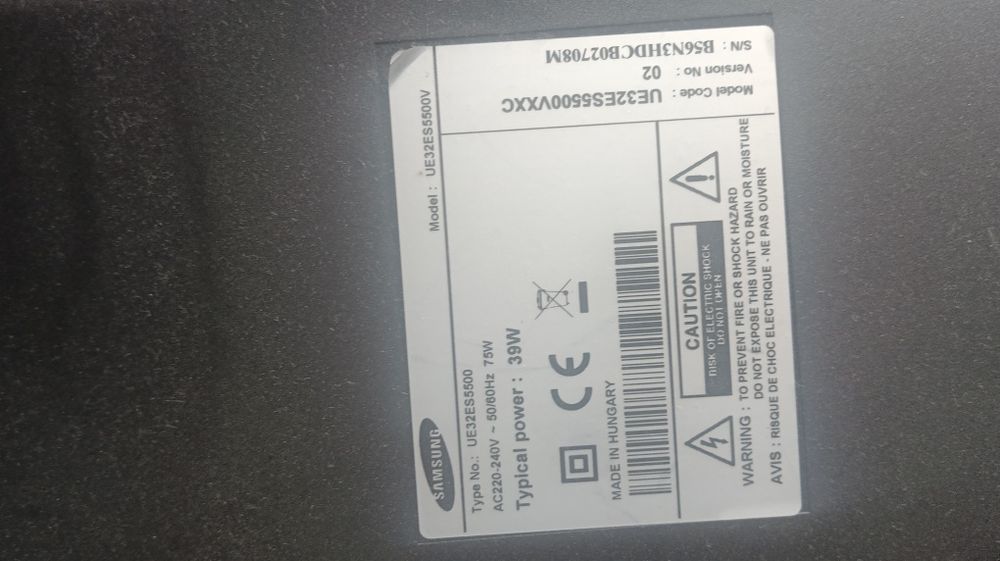 SAMSUNG
Model : UE32ES5500V
Type No.: UE32ES5500
AC220-240V ~ 50/60Hz 75W
Typical power : 39W
CE
MADE IN HUNGARY
CAUTION
RISK OF ELECTRIC SHOCK
DO NOT OPEN
WARNING : TO PREVENT FIRE OR SHOCK HAZARD
DO NOT EXPOSE THIS UNIT TO RAIN OR MOISTURE
AVIS : RISQUE DE CHOC ELECTRIQUE - NE PAS OUVRIR
Model Code : UE32ES5500VXXC
Version No : 02
S/N : B56N3HDCB02708M